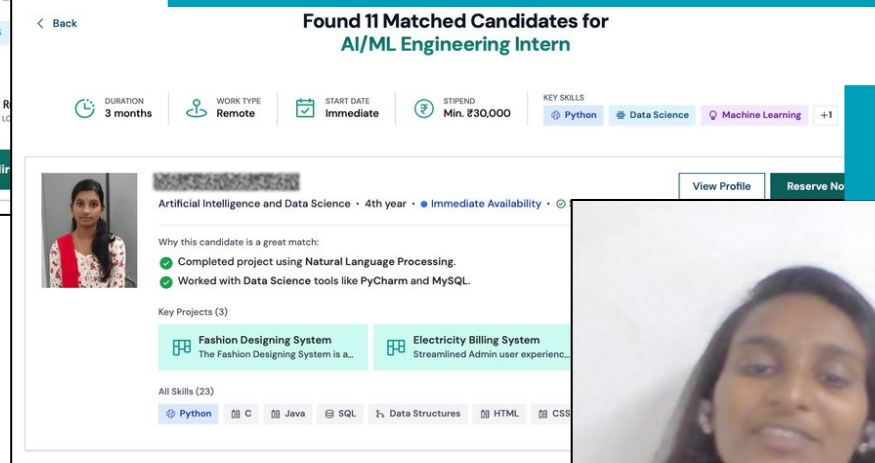 Back
Found 11 Matched Candidates for
AI/ML Engineering Intern
DURATION
3 months
WORK TYPE
Remote
START DATE
Immediate
STIPEND
Min. ₹30,000
KEY SKILLS
Python
Data Science
Machine Learning
+1
View Profile
Reserve No
Artificial Intelligence and Data Science • 4th year • Immediate Availability •
Why this candidate is a great match:
Completed project using Natural Language Processing.
Worked with Data Science tools like PyCharm and MySQL.
Key Projects (3)
Fashion Designing System
The Fashion Designing System is a...
Electricity Billing System
Streamlined Admin user experienc...
All Skills (23)
Python
C
Java
SQL
Data Structures
HTML
CSS